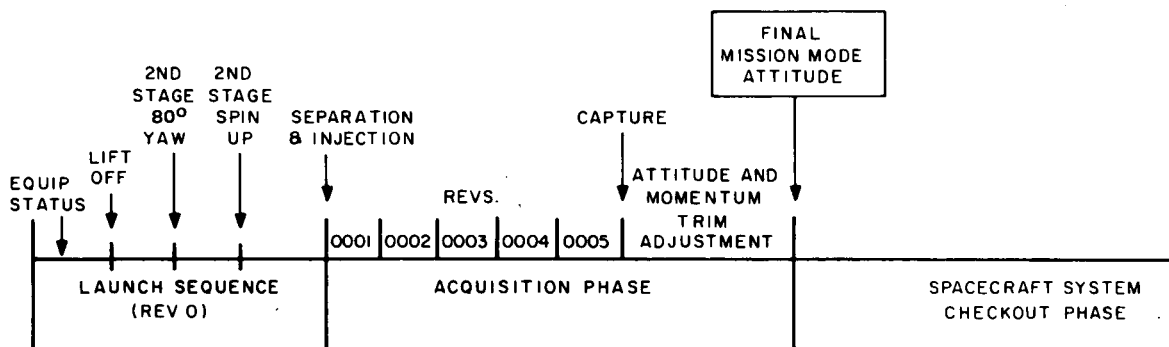 FINAL
MISSION MODE
ATTITUDE
2ND
STAGE
80°
YAW
2ND
STAGE
SPIN
UP
SEPARATION
& INJECTION
CAPTURE
LIFT
OFF
EQUIP
STATUS
REVS.
ATTITUDE AND
MOMENTUM
TRIM
ADJUSTMENT
0001 0002 0003 0004 0005
LAUNCH SEQUENCE
(REV 0)
ACQUISITION PHASE
SPACECRAFT SYSTEM
CHECKOUT PHASE